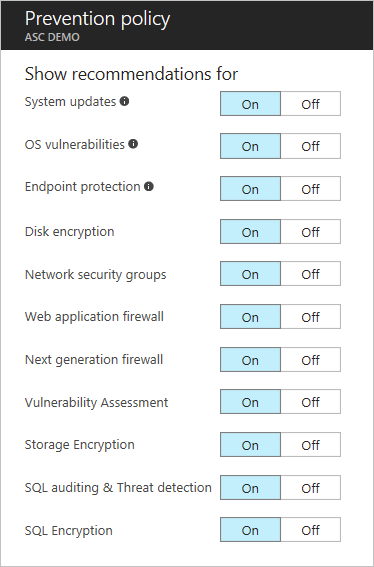 Prevention policy
ASC DEMO
Show recommendations for
System updates On Off
OS vulnerabilities On Off
Endpoint protection On Off
Disk encryption On Off
Network security groups On Off
Web application firewall On Off
Next generation firewall On Off
Vulnerability Assessment On Off
Storage Encryption On Off
SQL auditing & Threat detection On Off
SQL Encryption On Off